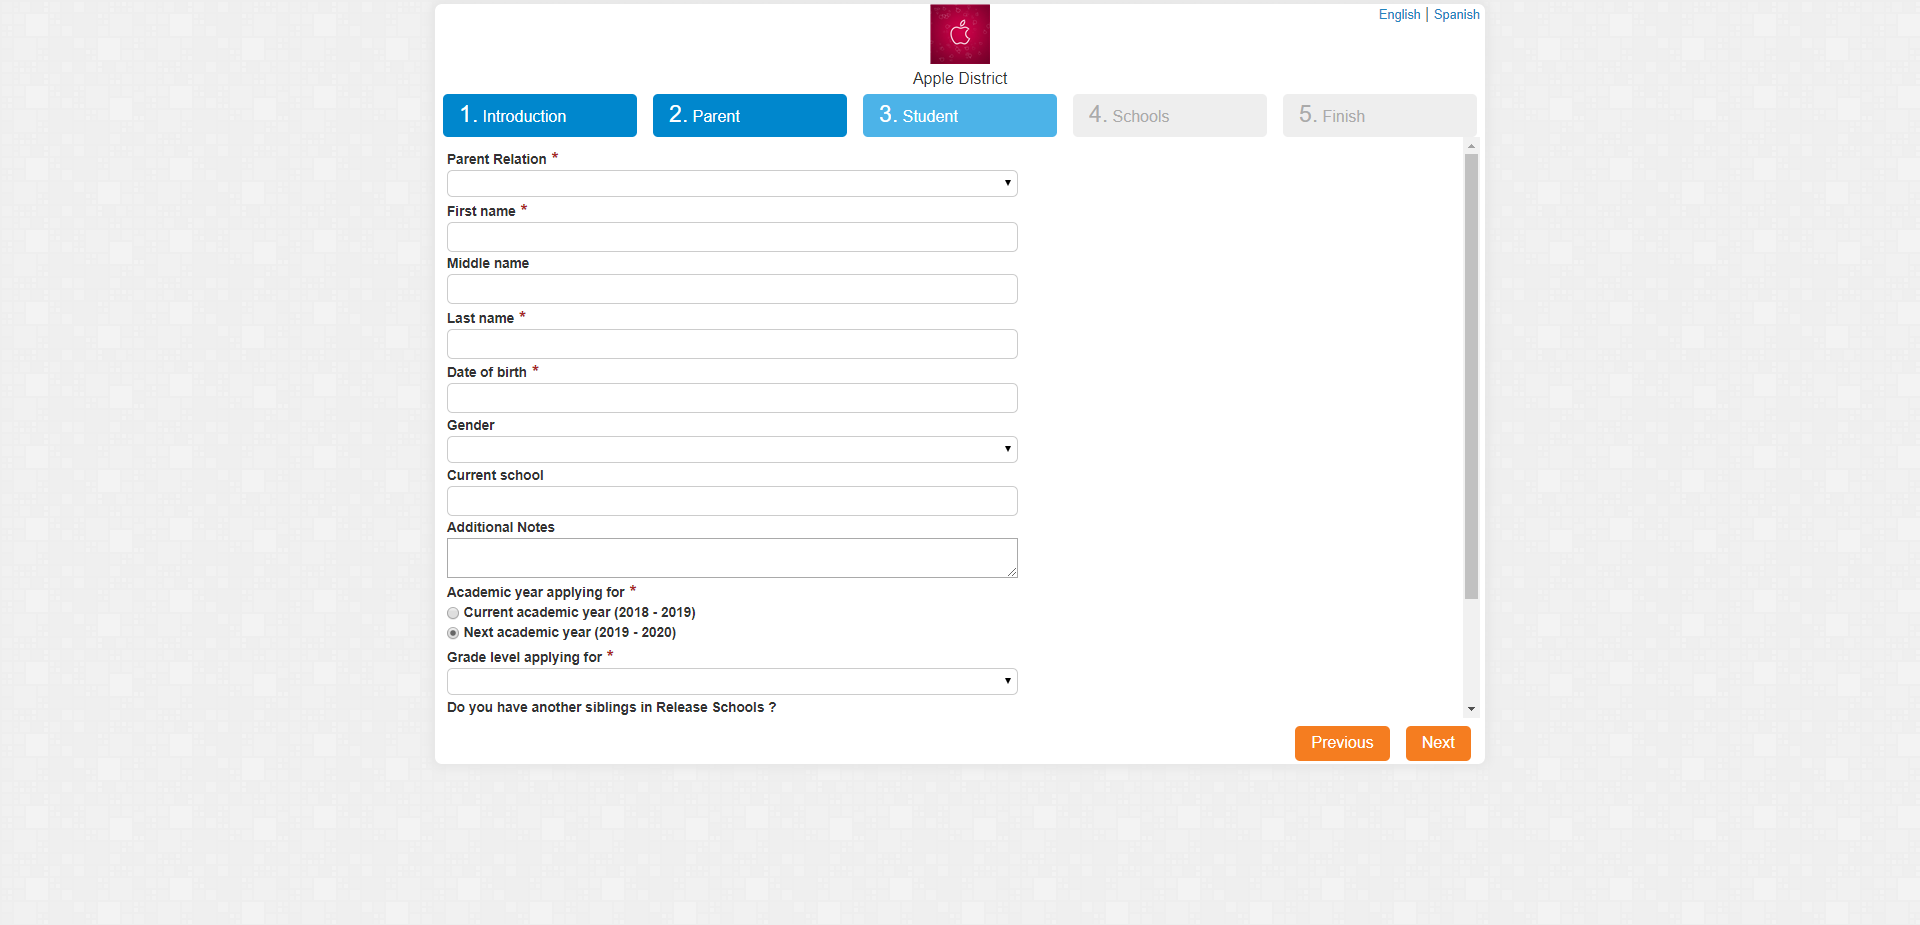 English | Spanish
Apple District
1. Introduction
2. Parent
3. Student
4. Schools
5. Finish
Parent Relation *
First name *
Middle name
Last name *
Date of birth *
Gender
Current school
Additional Notes
Academic year applying for *
Current academic year (2018 - 2019)
Next academic year (2019 - 2020)
Grade level applying for *
Do you have another siblings in Release Schools ?
Previous
Next